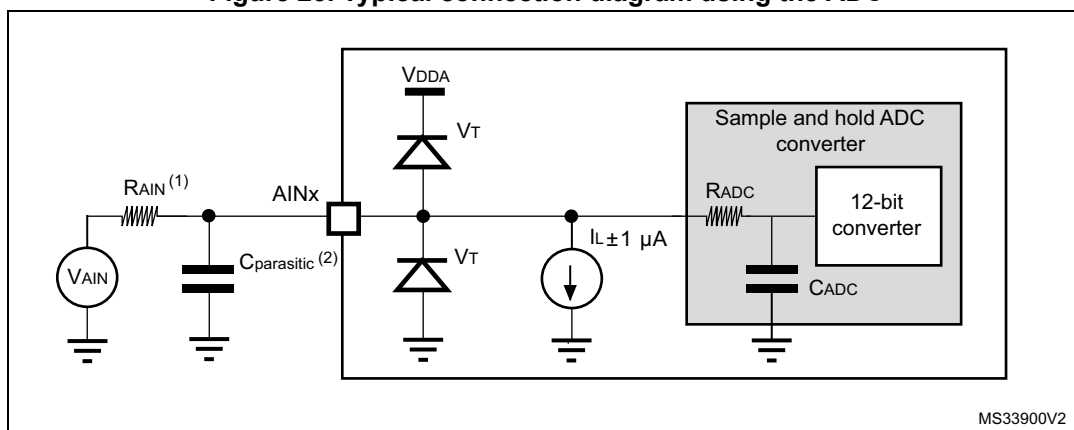 Figure Typical connection diagram using the ADC
VDDA
VT
Sample and hold ADC
converter
RAIN(1)
AINx
RADC
12-bit
converter
IL±1 µA
Cparasitic(2)
VT
VAIN
CADC
MS33900V2